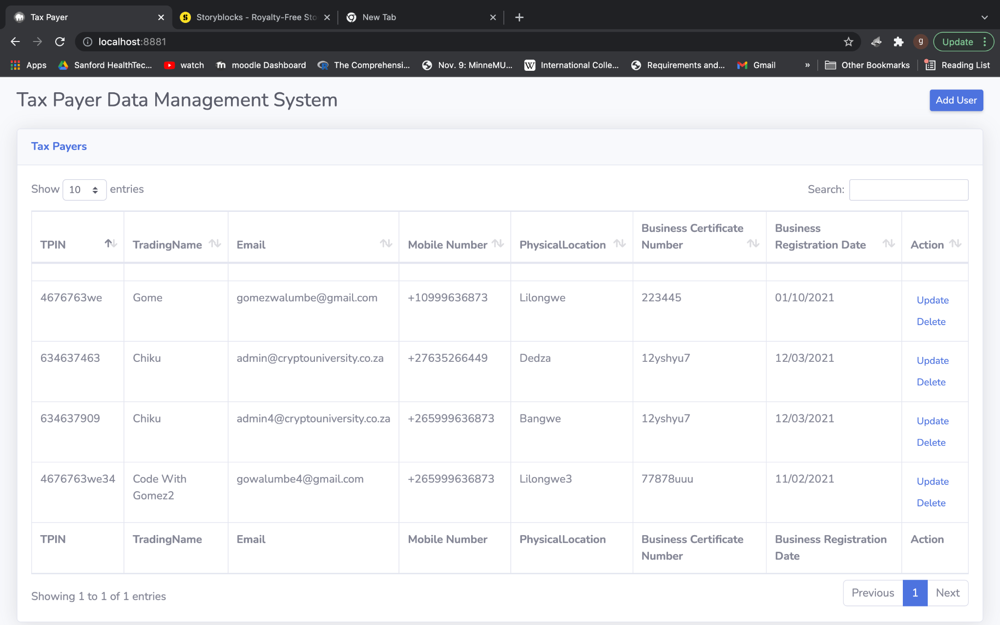 Tax Payer
Storyblocks - Royalty-Free Sto
New Tab
localhost:8881
g
Update
Apps
Sanford HealthTec...
watch
moodle Dashboard
The Comprehensi...
Nov. 9: MinneMU...
W International Colle...
Requirements and...
Gmail
»
Other Bookmarks
Reading List
Tax Payer Data Management System
Add User
Tax Payers
Show 10 entries
Search:
TPIN TradingName Email Mobile Number PhysicalLocation Business Certificate Number Business Registration Date Action
4676763we Gome gomezwalumbe@gmail.com +10999636873 Lilongwe 223445 01/10/2021 Update
Delete
634637463 Chiku admin@cryptouniversity.co.za +27635266449 Dedza 12yshyu7 12/03/2021 Update
Delete
634637909 Chiku admin4@cryptouniversity.co.za +265999636873 Bangwe 12yshyu7 12/03/2021 Update
Delete
4676763we34 Code With Gomez2 gowalumbe4@gmail.com +265999636873 Lilongwe3 77878uuu 11/02/2021 Update
Delete
TPIN TradingName Email Mobile Number PhysicalLocation Business Certificate Number Business Registration Date Action
Showing 1 to 1 of 1 entries
Previous 1 Next